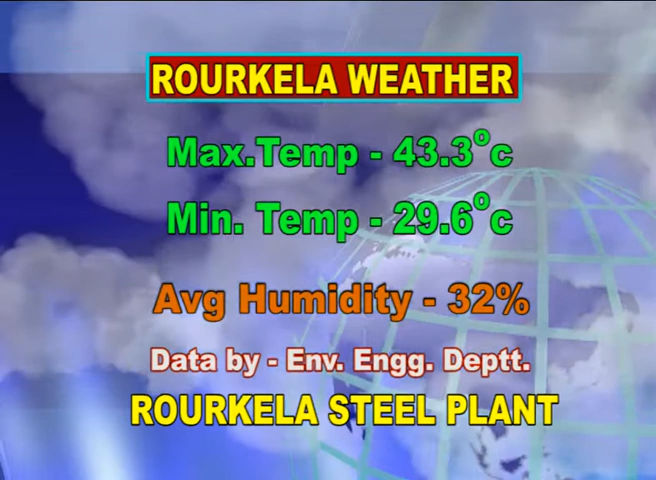 ROURKELA WEATHER
Max.Temp - 43.3°c
Min. Temp - 29.6°c
Avg Humidity - 32%
Data by - Env. Engg. Deptt.
ROURKELA STEEL PLANT